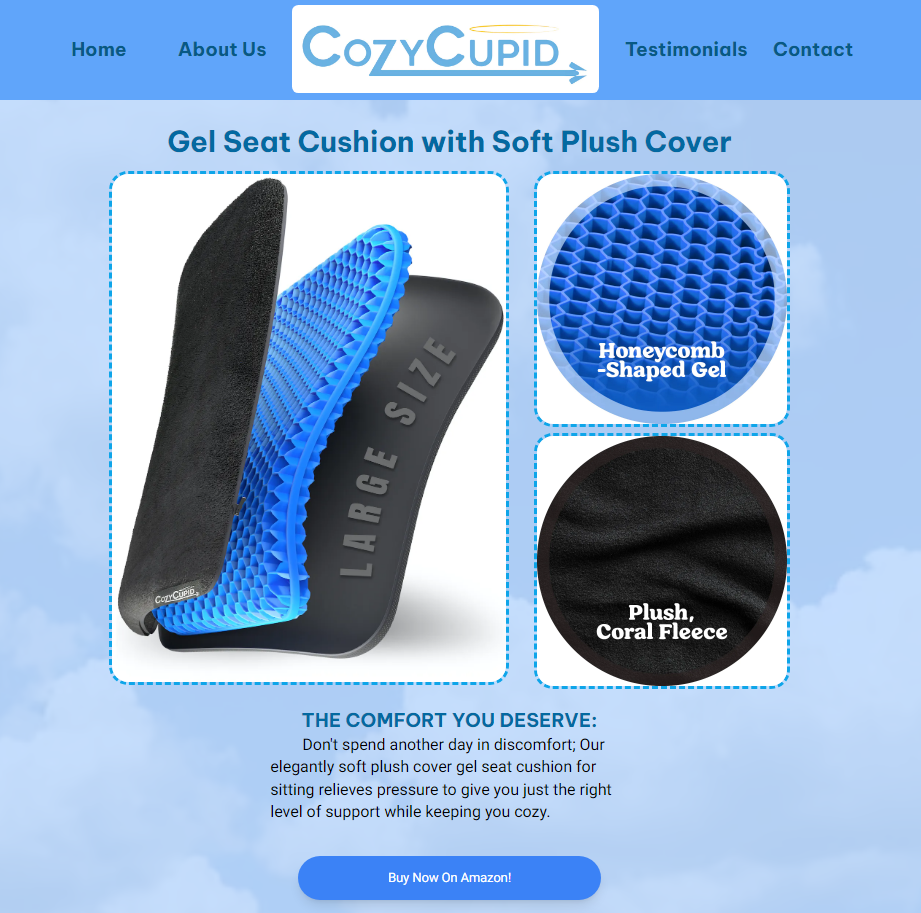 Home
About Us
CozyCupid
Testimonials
Contact
Gel Seat Cushion with Soft Plush Cover
LARGE SIZE
CozyCupid
Honeycomb
-Shaped Gel
Plush,
Coral Fleece
THE COMFORT YOU DESERVE:
Don't spend another day in discomfort; Our
elegantly soft plush cover gel seat cushion for
sitting relieves pressure to give you just the right
level of support while keeping you cozy.
Buy Now On Amazon!